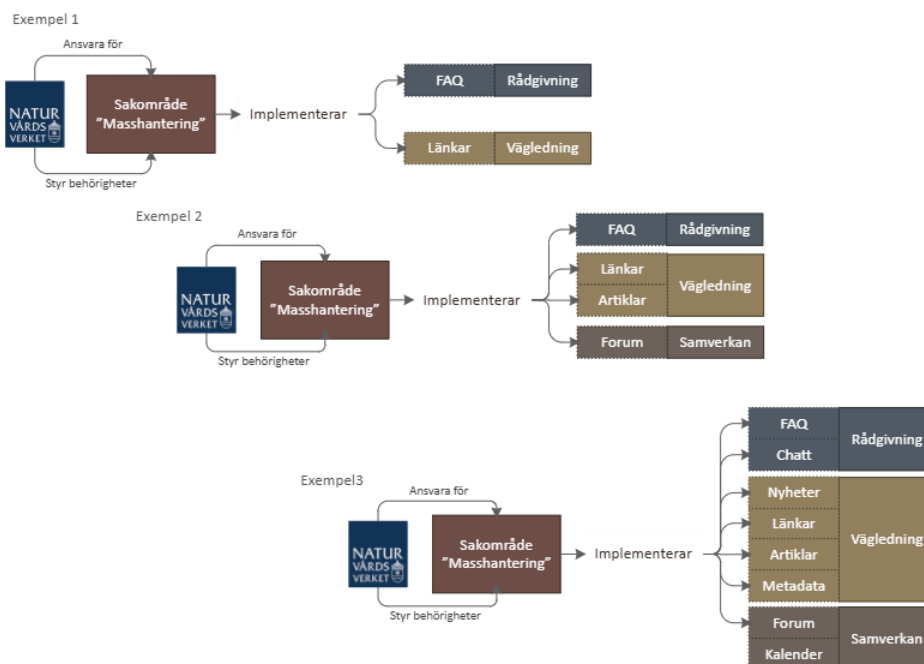 Exempel 1
Ansvara för
NATUR
VÅRDS
VERKET
Sakområde
”Masshantering”
Styr behörigheter
Implementerar
FAQ Rådgivning
Länkar Vägledning
Exempel 2
Ansvara för
NATUR
VÅRDS
VERKET
Sakområde
”Masshantering”
Styr behörigheter
Implementerar
FAQ Rådgivning
Länkar
Artiklar
Vägledning
Forum Samverkan
Exempel3
Ansvara för
NATUR
VÅRDS
VERKET
Sakområde
”Masshantering”
Styr behörigheter
Implementerar
FAQ
Chatt
Rådgivning
Nyheter
Länkar
Artiklar
Metadata
Vägledning
Forum
Kalender
Samverkan